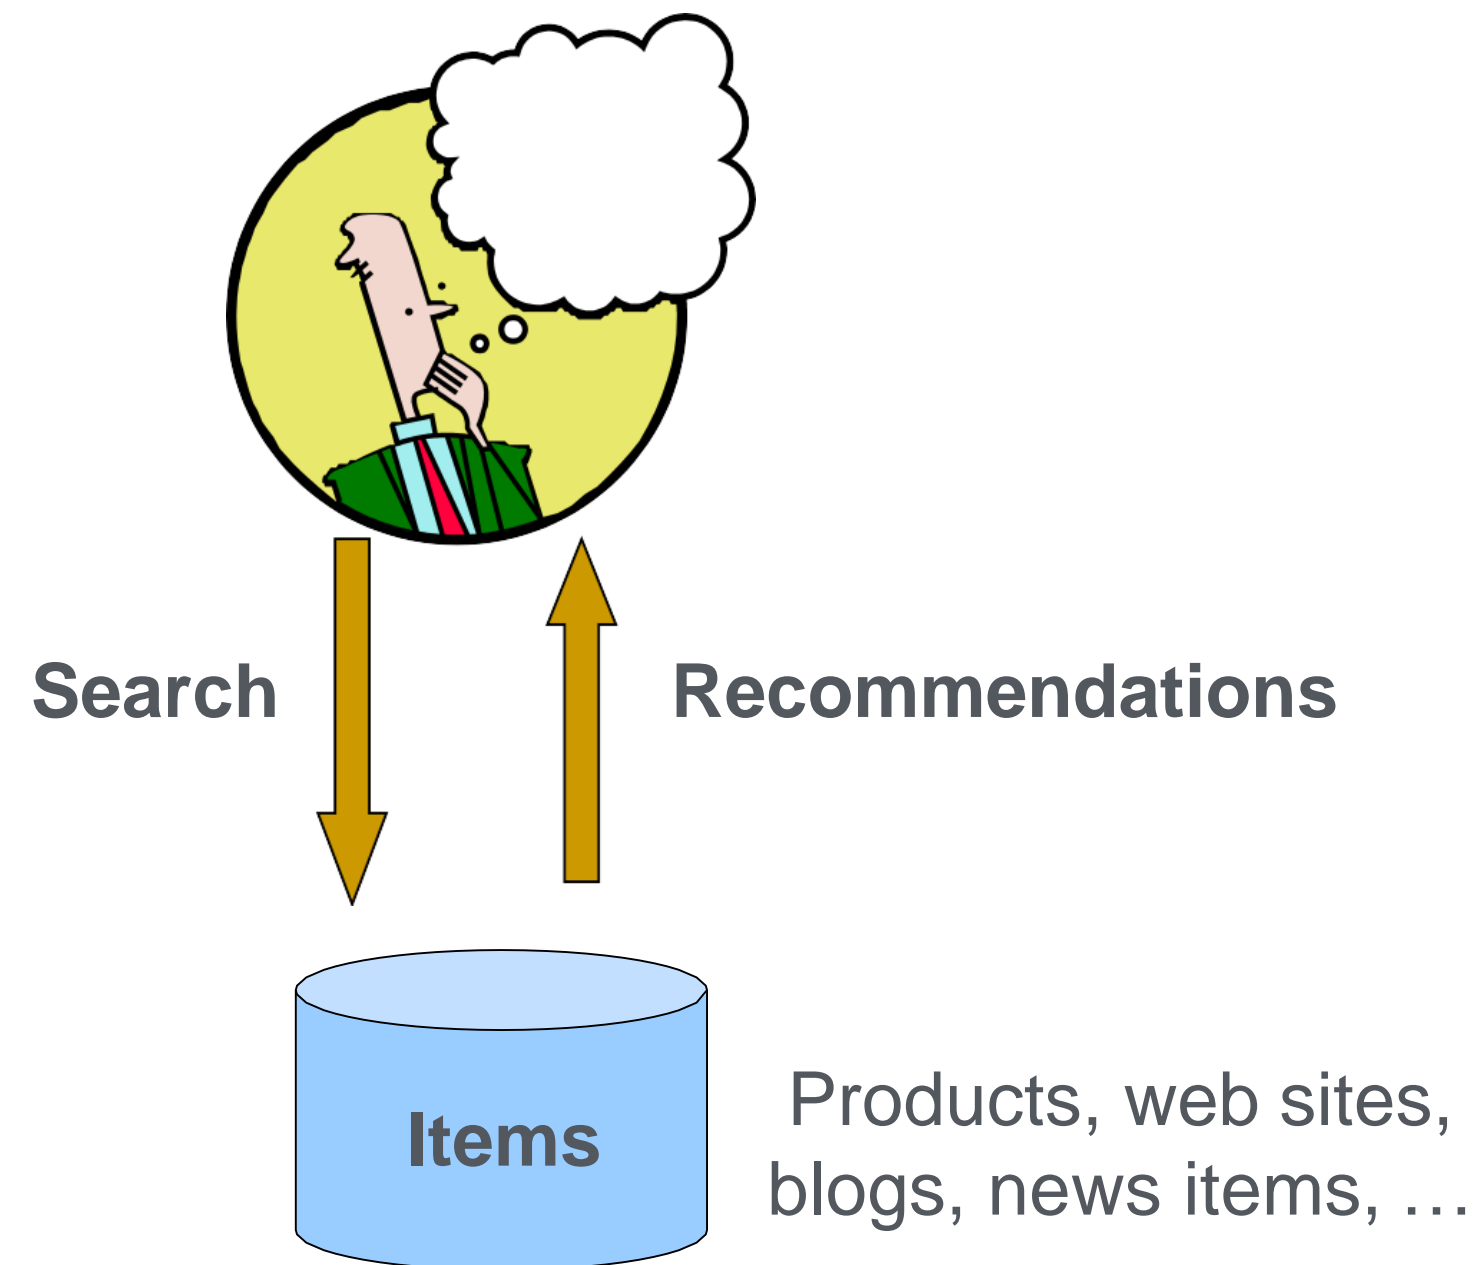 Search
Recommendations
Items
Products, web sites,
blogs, news items, …